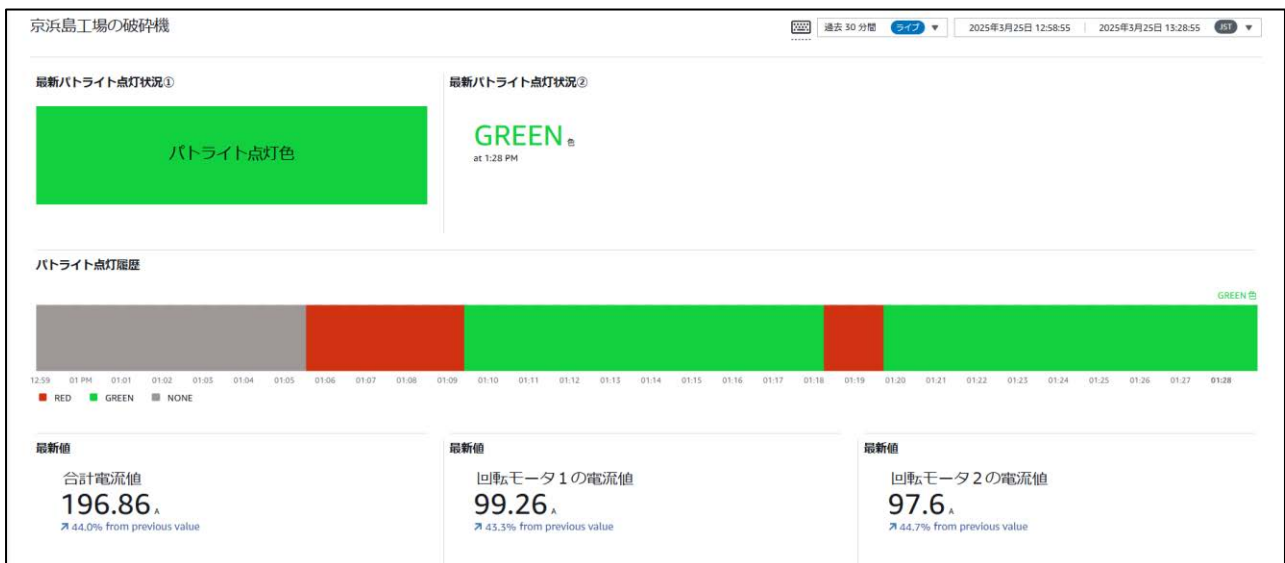 京浜島工場の破砕機
過去 30 分間 ライブ ▼ 2025年3月25日 12:58:55 2025年3月25日 13:28:55 JST ▼
最新パトライト点灯状況① 最新パトライト点灯状況②
パトライト点灯色
GREEN 色
at 1:28 PM
パトライト点灯履歴
GREEN 色
12:59 01 PM 01:01 01:02 01:03 01:04 01:05 01:06 01:07 01:08 01:09 01:10 01:11 01:12 01:13 01:14 01:15 01:16 01:17 01:18 01:19 01:20 01:21 01:22 01:23 01:24 01:25 01:26 01:27 01:28
RED GREEN NONE
最新値 最新値 最新値
合計電流値 回転モータ1の電流値 回転モータ2の電流値
196.86 A 99.26 A 97.6 A
44.0% from previous value 43.3% from previous value 44.7% from previous value